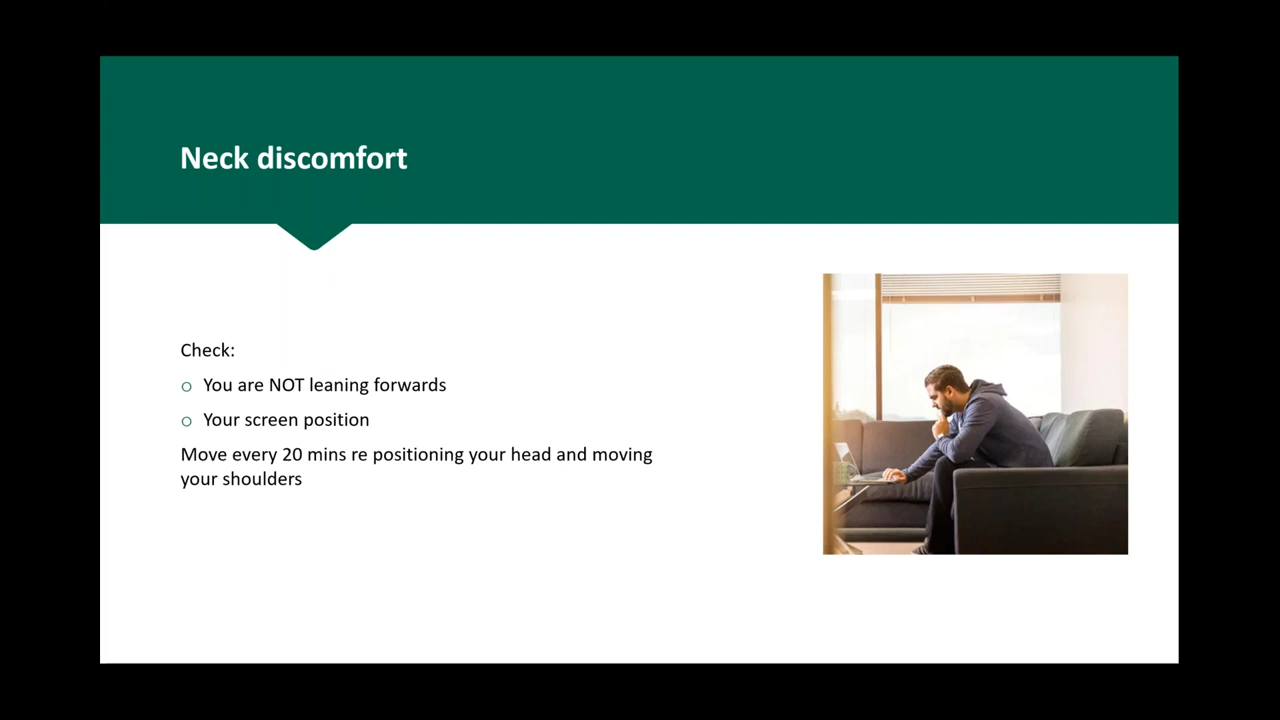 Neck discomfort
Check:
o You are NOT leaning forwards
o Your screen position
Move every 20 mins re positioning your head and moving
your shoulders